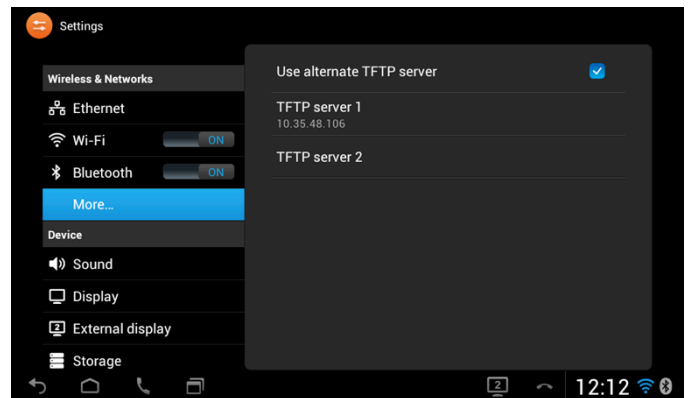 Settings
Wireless & Networks
Ethernet
Wi-Fi ON
Bluetooth ON
More...
Device
Sound
Display
2 External display
Storage
Use alternate TFTP server
TFTP server 1
10.35.48.106
TFTP server 2
2 12:12